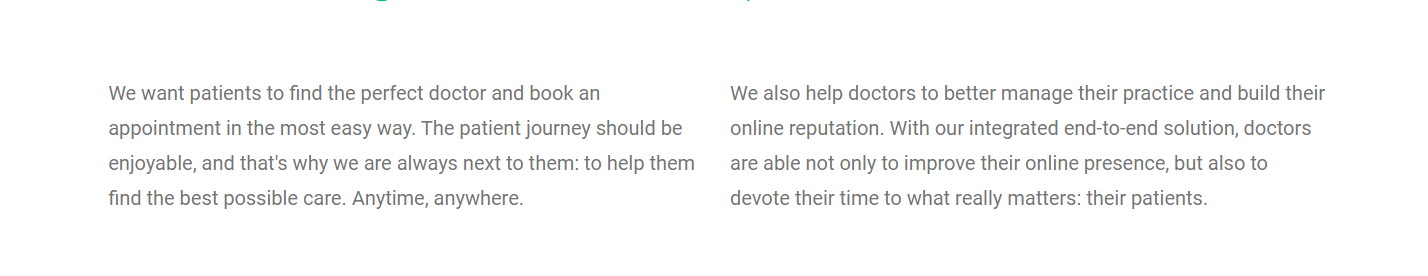 We want patients to find the perfect doctor and book an
appointment in the most easy way. The patient journey should be
enjoyable, and that's why we are always next to them: to help them
find the best possible care. Anytime, anywhere.
We also help doctors to better manage their practice and build their
online reputation. With our integrated end-to-end solution, doctors
are able not only to improve their online presence, but also to
devote their time to what really matters: their patients.